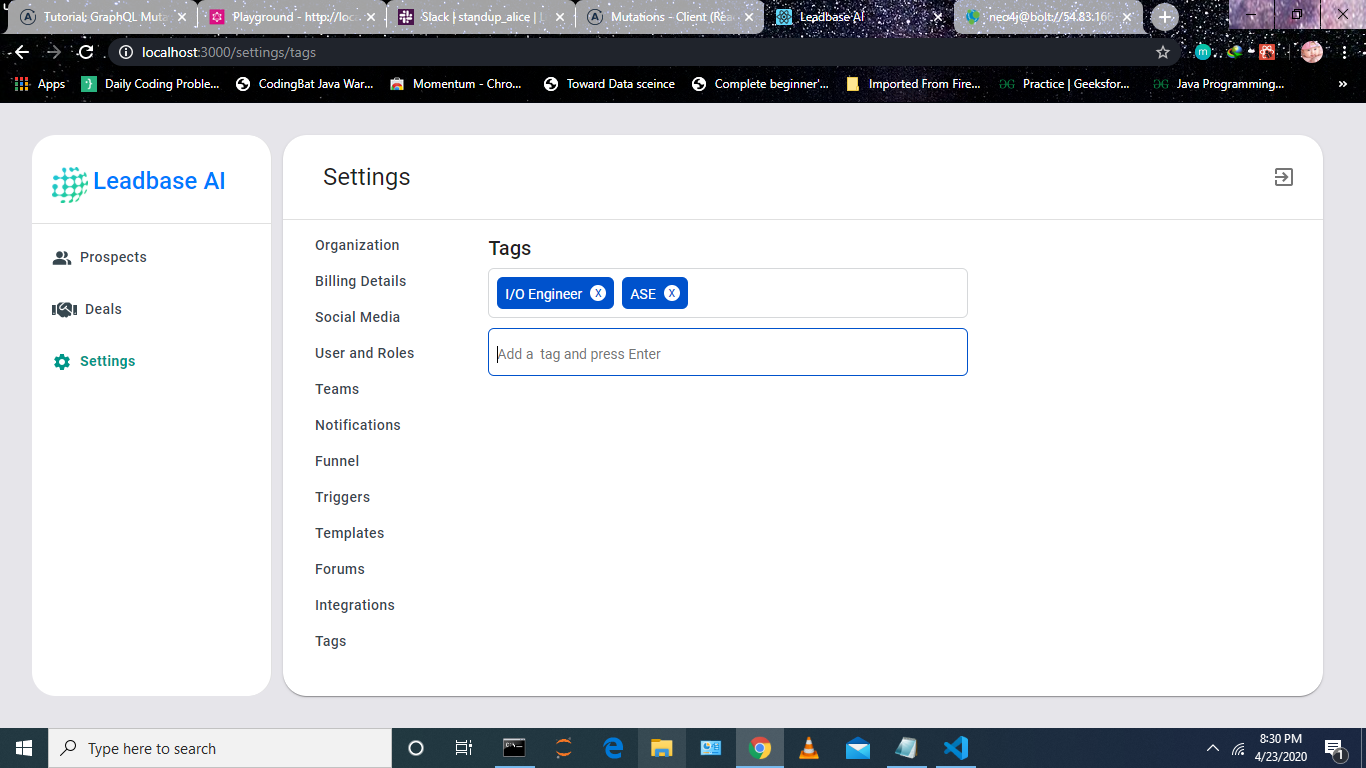 Tutorial: GraphQL Muta
Playground - http://loc
Slack | standup_alice |
Mutations - Client (Rea
Leadbase AI
neo4j@bolt://54.83.166
localhost:3000/settings/tags
Apps
Daily Coding Proble...
CodingBat Java War...
Momentum - Chro...
Toward Data sceince
Complete beginner'...
Imported From Fire...
Practice | Geeksfor...
Java Programming...
»
Leadbase AI
Settings
Prospects
Deals
Settings
Organization
Billing Details
Social Media
User and Roles
Teams
Notifications
Funnel
Triggers
Templates
Forums
Integrations
Tags
Tags
I/O Engineer X
ASE X
Add a  tag and press Enter
Type here to search
8:30 PM
4/23/2020
1